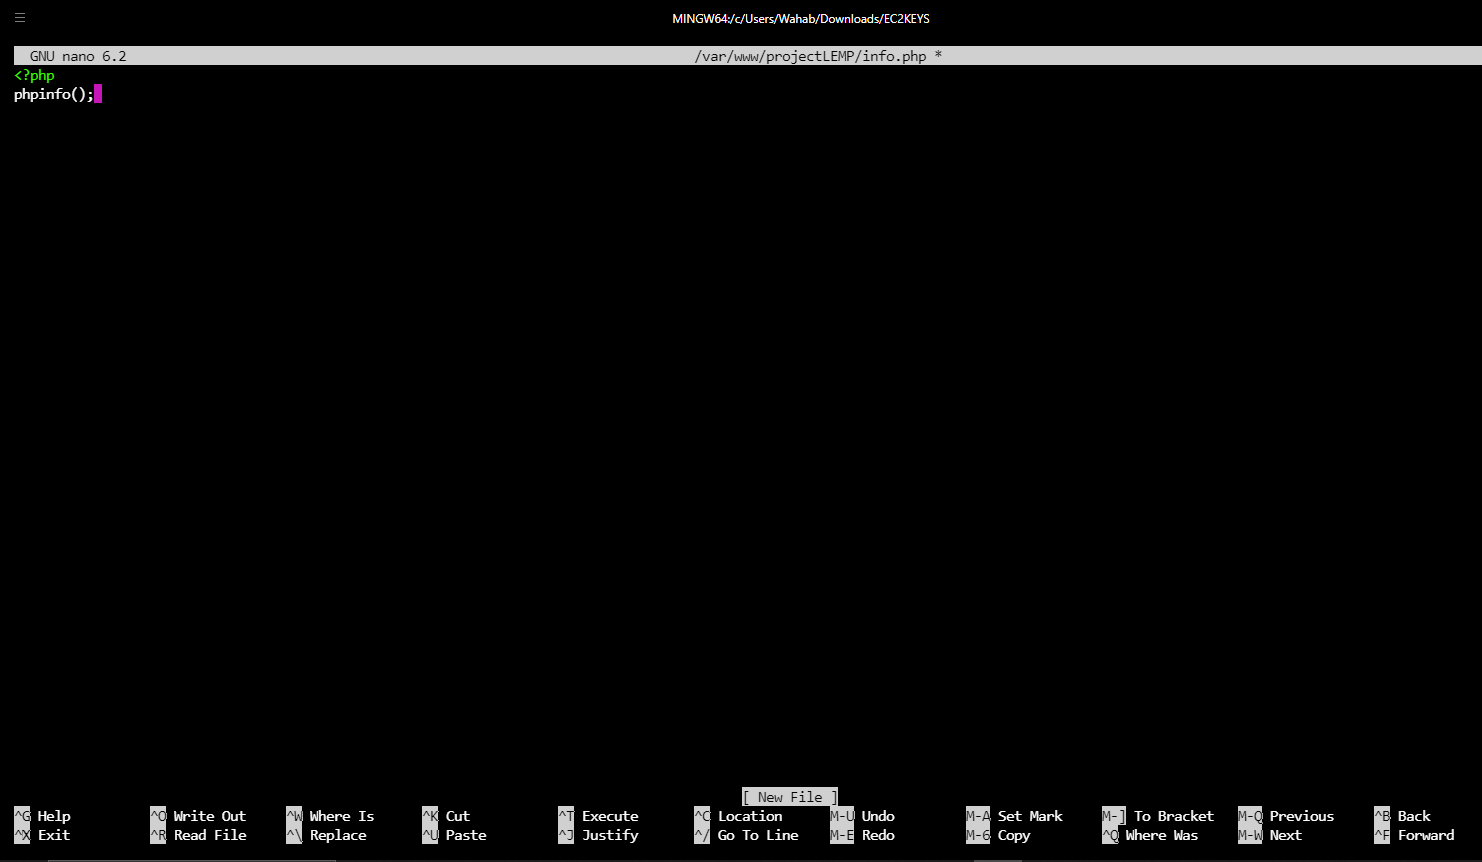 MINGW64:/c/Users/Wahab/Downloads/EC2KEYS
GNU nano 6.2 /var/www/projectLEMP/info.php *
<?php
phpinfo();
[ New File ]
^G Help ^O Write Out ^W Where Is ^K Cut ^T Execute ^C Location M-U Undo M-A Set Mark M-] To Bracket M-Q Previous ^B Back
^X Exit ^R Read File ^\ Replace ^U Paste ^J Justify ^/ Go To Line M-E Redo M-6 Copy ^Q Where Was M-W Next ^F Forward